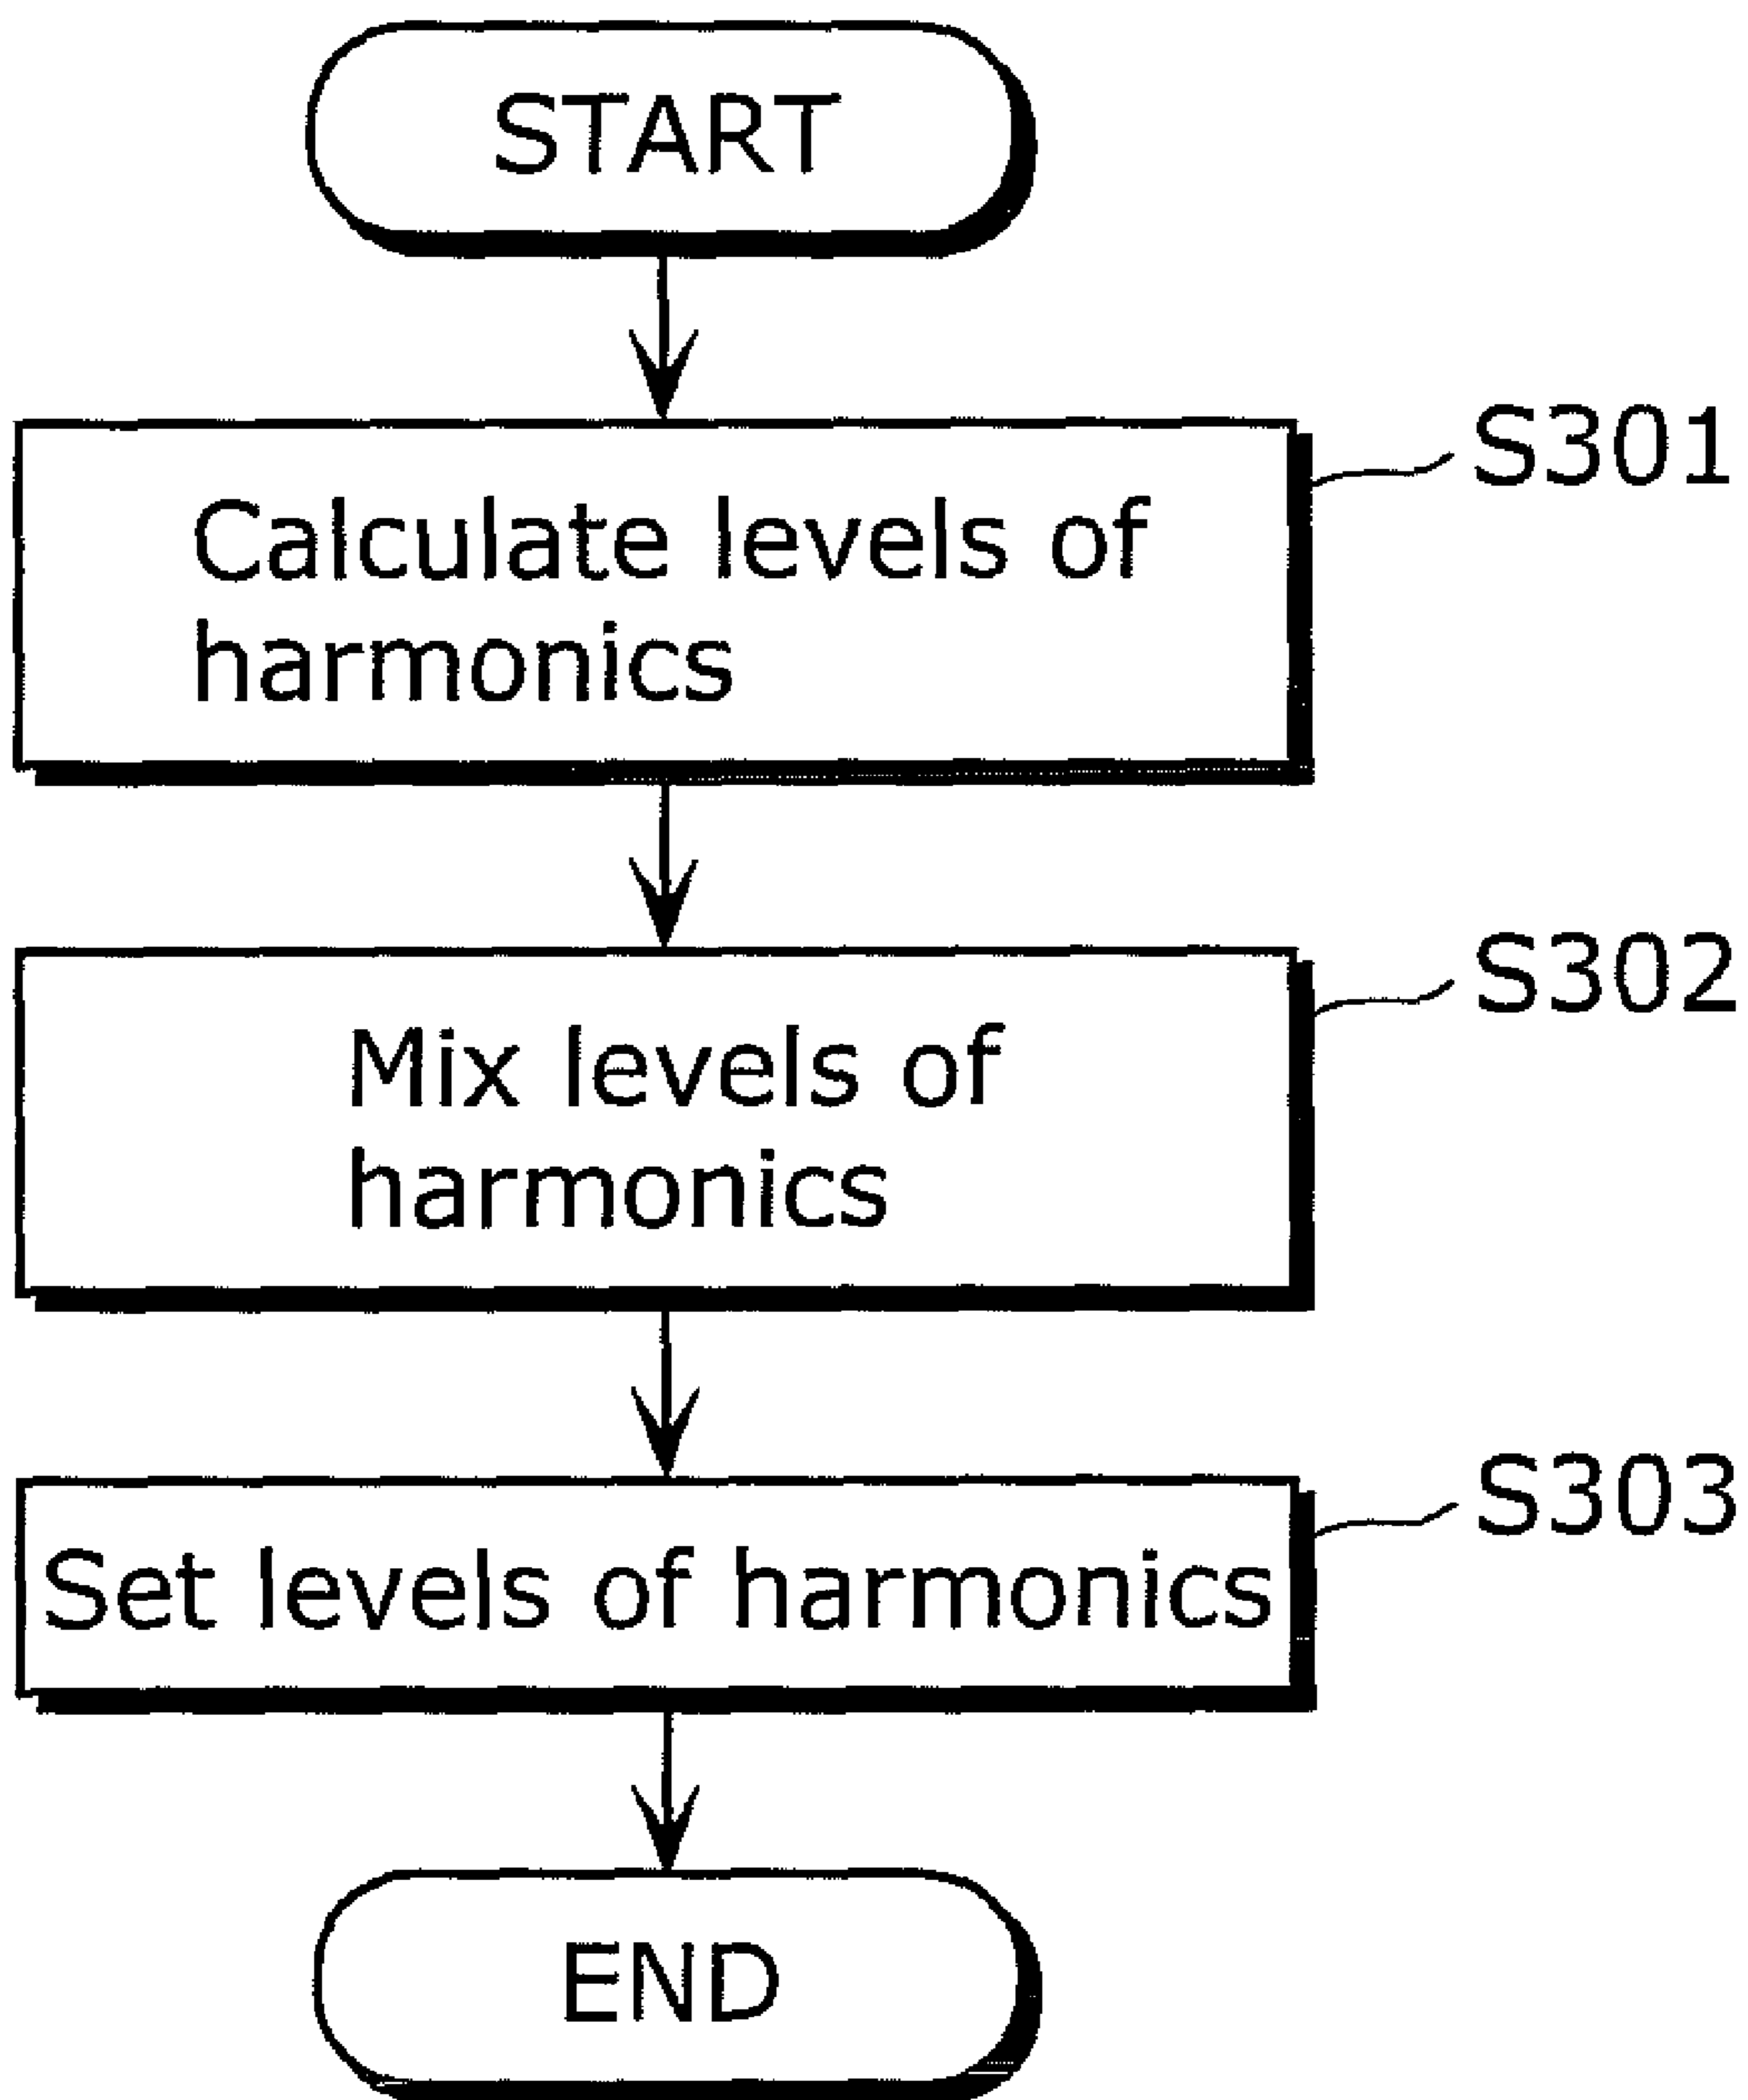 START
S301
Calculate levels of
harmonics
S302
Mix levels of
harmonics
S303
Set levels of harmonics
END